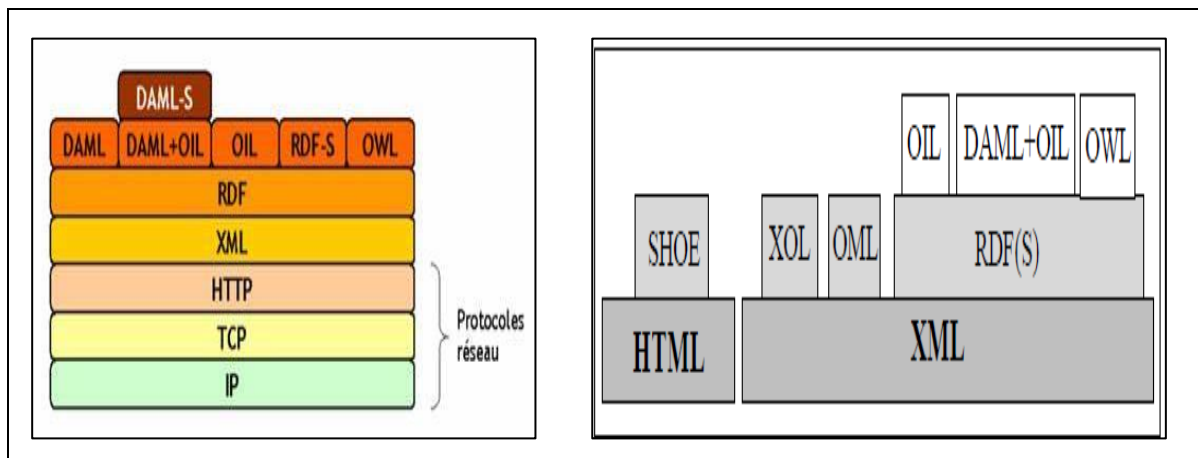 DAML-S
DAML DAML+OIL OIL RDF-S OWL
RDF
XML
HTTP
TCP
IP
Protocoles
réseau
OIL DAML+OIL OWL
SHOE XOL OML RDF(S)
HTML XML